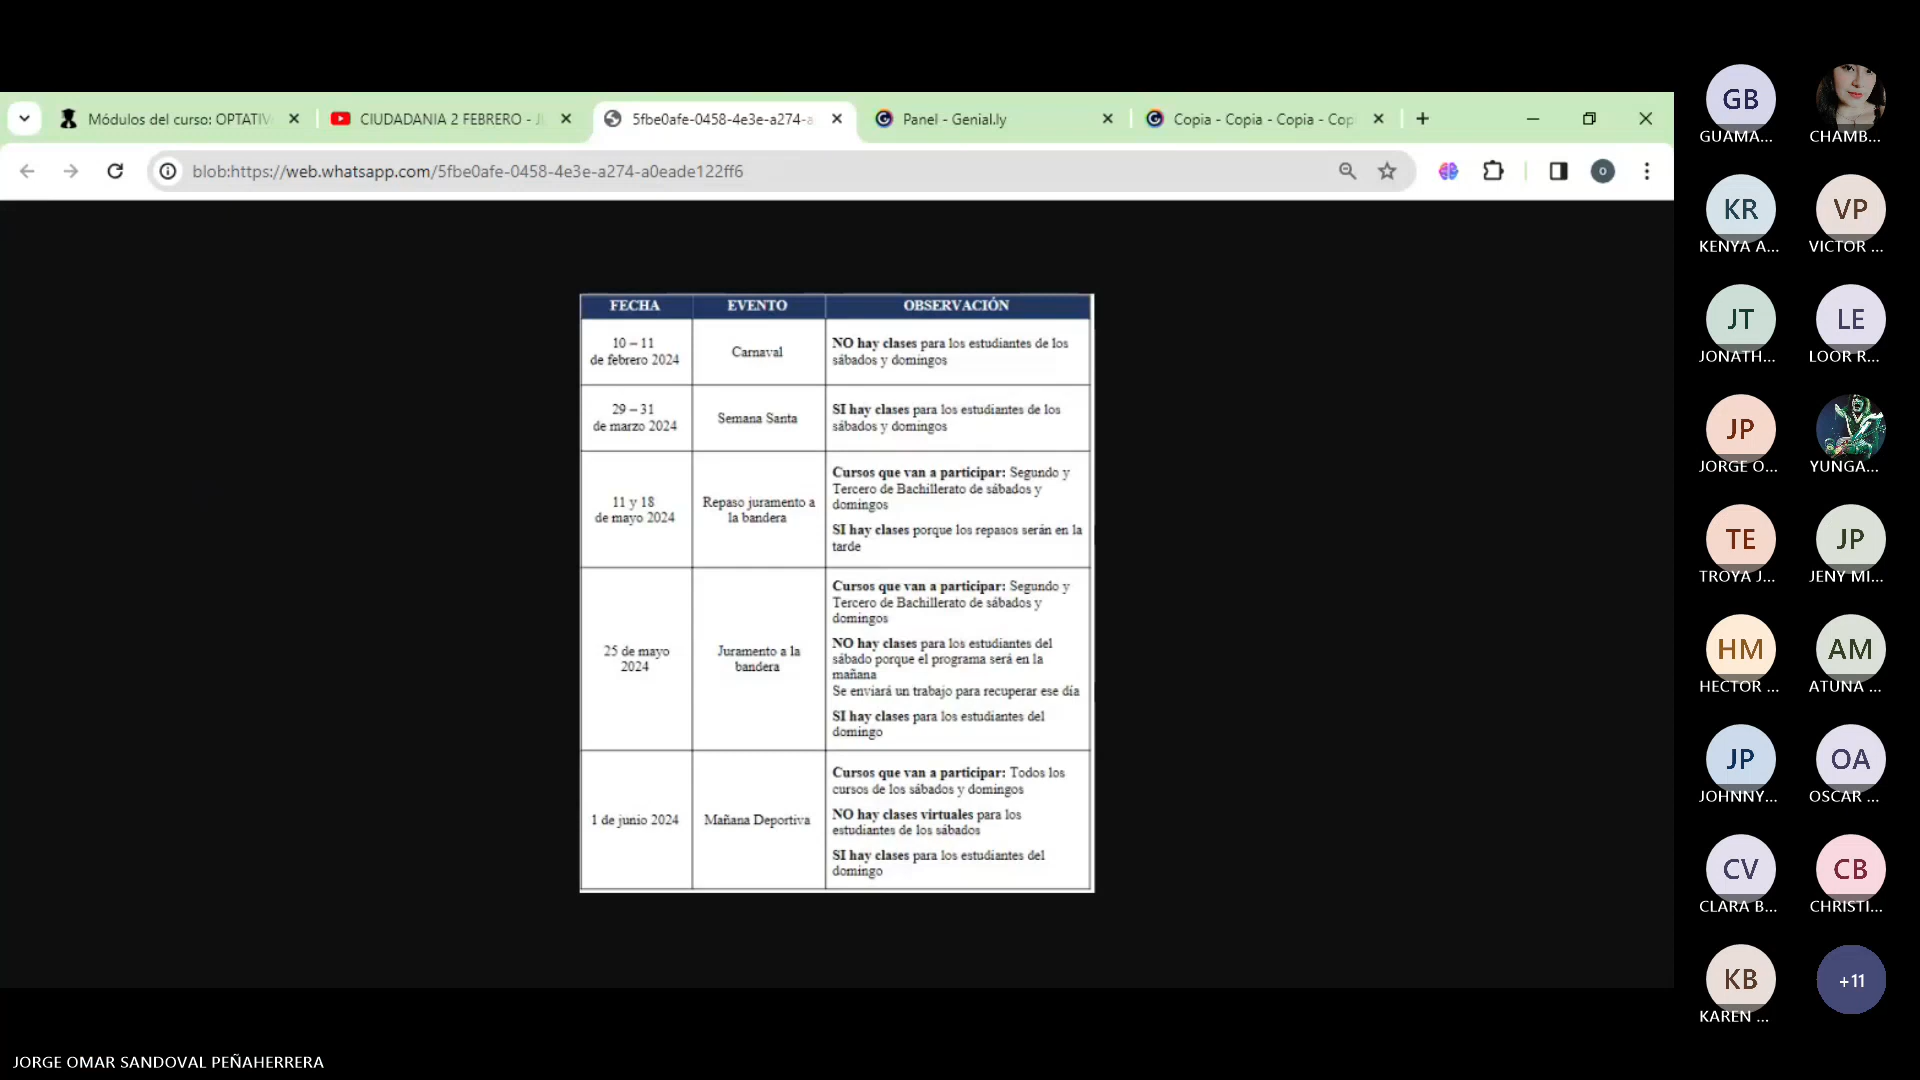 Módulos del curso: OPTATIV
CIUDADANIA 2 FEBRERO - J
5fbe0afe-0458-4e3e-a274-a
Panel - Genial.ly
Copia - Copia - Copia - Cop
blob:https://web.whatsapp.com/5fbe0afe-0458-4e3e-a274-a0eade122ff6
O
FECHA EVENTO OBSERVACIÓN
10 – 11
de febrero 2024
Carnaval
NO hay clases para los estudiantes de los
sábados y domingos
29 – 31
de marzo 2024
Semana Santa
SI hay clases para los estudiantes de los
sábados y domingos
11 y 18
de mayo 2024
Repaso juramento a
la bandera
Cursos que van a participar: Segundo y
Tercero de Bachillerato de sábados y
domingos
SI hay clases porque los repasos serán en la
tarde
25 de mayo
2024
Juramento a la
bandera
Cursos que van a participar: Segundo y
Tercero de Bachillerato de sábados y
domingos
NO hay clases para los estudiantes del
sábado porque el programa será en la
mañana
Se enviará un trabajo para recuperar ese día
SI hay clases para los estudiantes del
domingo
1 de junio 2024
Mañana Deportiva
Cursos que van a participar: Todos los
cursos de los sábados y domingos
NO hay clases virtuales para los
estudiantes de los sábados
SI hay clases para los estudiantes del
domingo
GB
GUAMA...
CHAMB...
KR
KENYA A...
VP
VICTOR ...
JT
JONATH...
LE
LOOR R...
JP
JORGE O...
YUNGA...
TE
TROYA J...
JP
JENY MI...
HM
HECTOR ...
AM
ATUNA ...
JP
JOHNNY...
OA
OSCAR ...
CV
CLARA B...
CB
CHRISTI...
KB
KAREN ...
+11
JORGE OMAR SANDOVAL PEÑAHERRERA